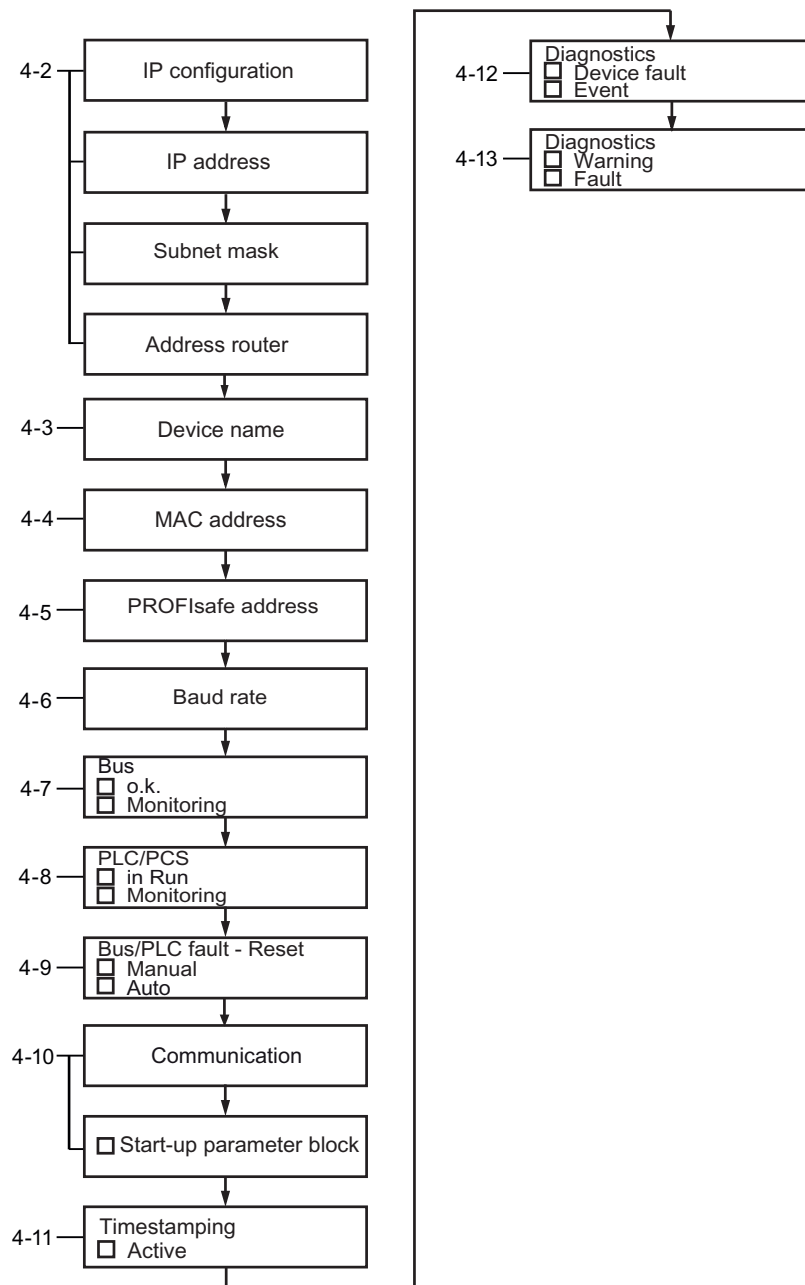 4-2
IP configuration
IP address
Subnet mask
Address router
4-3
Device name
4-4
MAC address
4-5
PROFIsafe address
4-6
Baud rate
4-7
Bus
o.k.
Monitoring
4-8
PLC/PCS
in Run
Monitoring
4-9
Bus/PLC fault - Reset
Manual
Auto
4-10
Communication
Start-up parameter block
4-11
Timestamping
Active
4-12
Diagnostics
Device fault
Event
4-13
Diagnostics
Warning
Fault